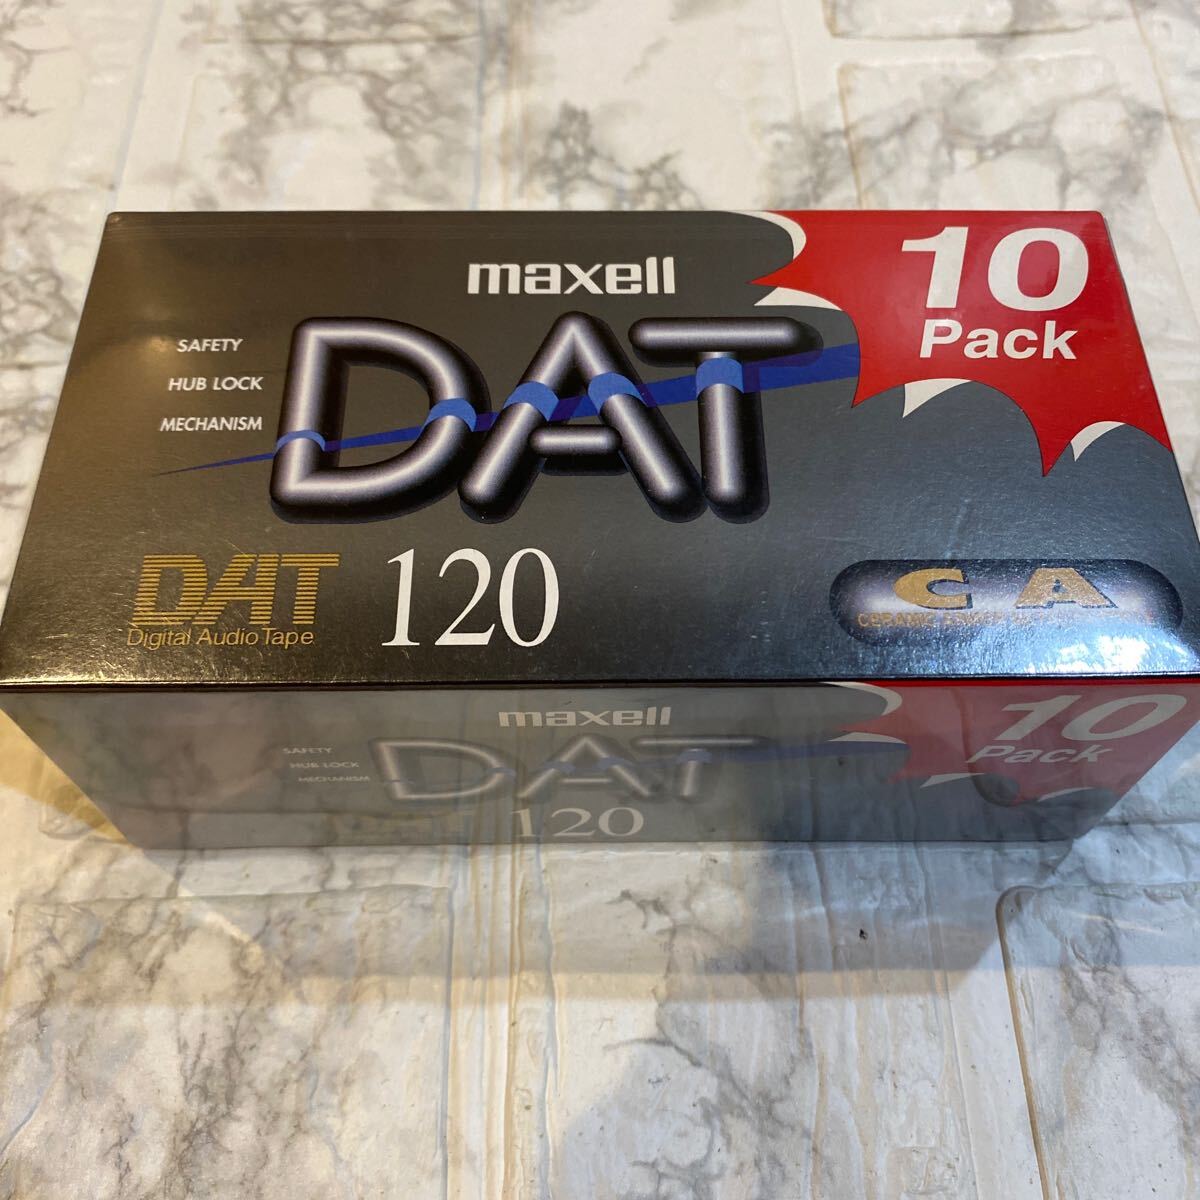 maxell
10
Pack
SAFETY
HUB LOCK
MECHANISM
DAT
DAT
Digital Audio Tape
120
CA
CERAMIC
maxell
10
Pack
SAFETY
HUB LOCK
MECHANISM
DAT
120